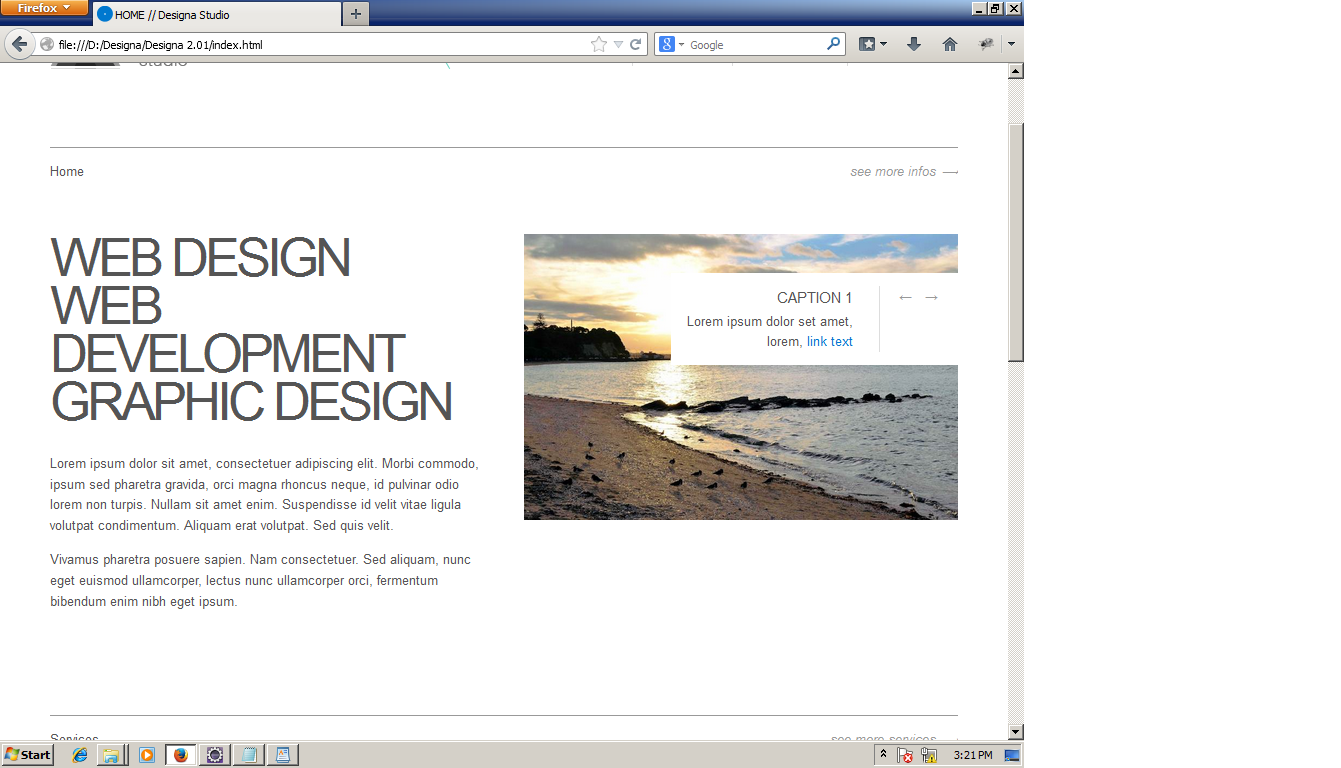 Firefox
HOME // Designa Studio
file:///D:/Designa/Designa 2.01/index.html
Google
studio
Home
see more infos
WEB DESIGN
WEB
DEVELOPMENT
GRAPHIC DESIGN
CAPTION 1
Lorem ipsum dolor set amet,
lorem, link text
Lorem ipsum dolor sit amet, consectetuer adipiscing elit. Morbi commodo,
ipsum sed pharetra gravida, orci magna rhoncus neque, id pulvinar odio
lorem non turpis. Nullam sit amet enim. Suspendisse id velit vitae ligula
volutpat condimentum. Aliquam erat volutpat. Sed quis velit.
Vivamus pharetra posuere sapien. Nam consectetuer. Sed aliquam, nunc
eget euismod ullamcorper, lectus nunc ullamcorper orci, fermentum
bibendum enim nibh eget ipsum.
Services
see more services
Start
3:21 PM